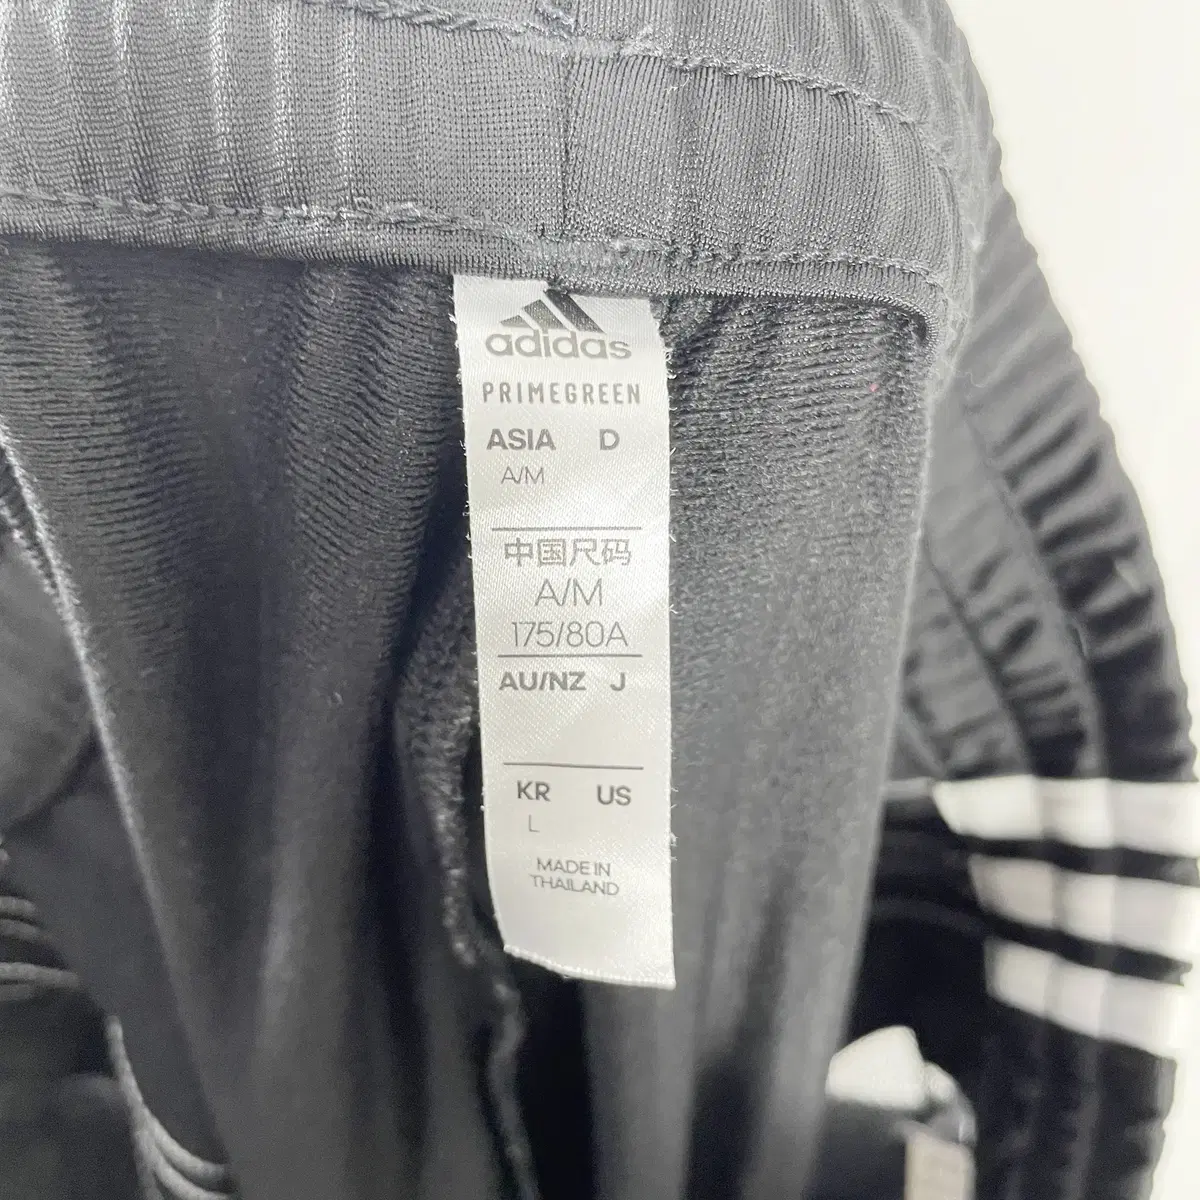 adidas
PRIMEGREEN
ASIA D
A/M
中国尺码
A/M
175/80A
AU/NZ J
KR US
L
MADE IN
THAILAND